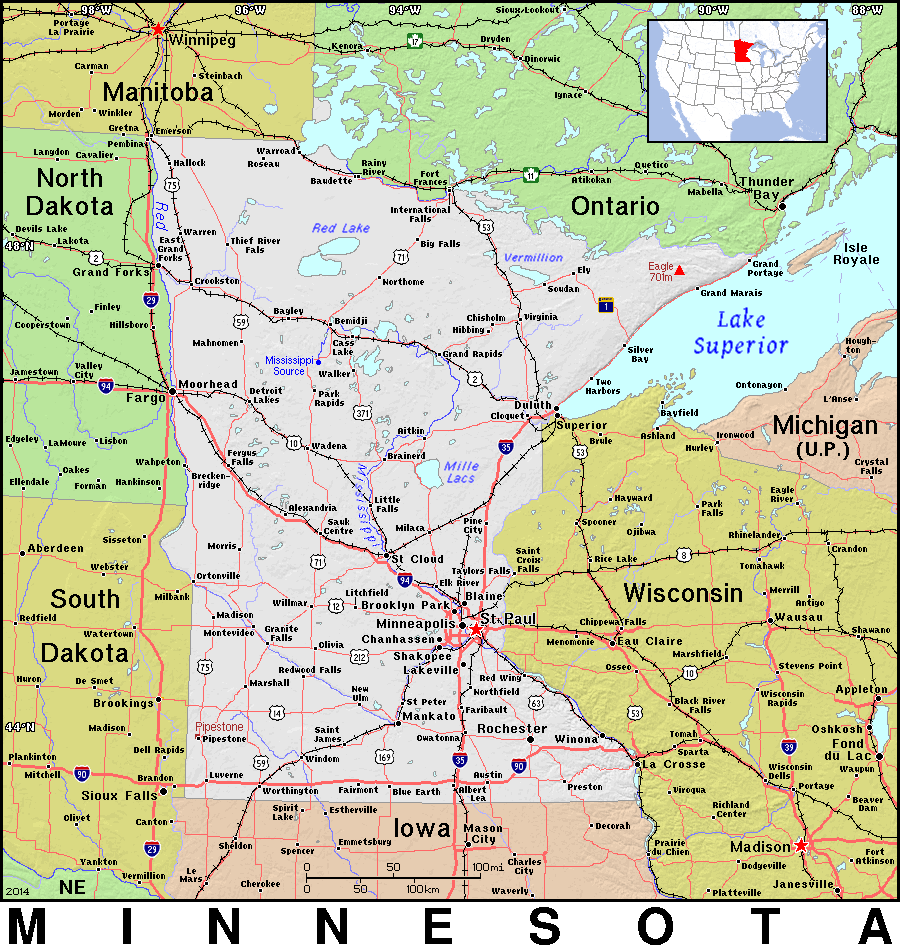 98°W
96°W
94°W
90°W
88°W
Portage
La Prairie
Winnipeg
Sioux Lookout
Kenora
17
Dryden
Dinorwic
Carman
Steinbach
Ignace
Manitoba
Morden
Winkler
Gretna
Emerson
Pembina
Langdon
Cavalier
Hallock
Warroad
Roseau
Baudette
Rainy
River
Fort
Frances
11
Atikokan
Quetico
Mabella
Thunder
Bay
North
Dakota
75
International
Falls
Ontario
Devils Lake
Lakota
48°N
Red
Warren
East
Grand
Forks
Thief River
Falls
Red Lake
Big Falls
53
71
Vermillion
Isle
Royale
2
Grand Forks
Crookston
Northome
Ely
Soudan
Eagle
701m
Grand
Portage
Grand Marais
29
Finley
Cooperstown
Hillsboro
59
Bagley
Bemidji
Chisholm
Hibbing
Virginia
1
Lake
Superior
Mahnomen
Cass
Lake
Mississippi
Source
Walker
Grand Rapids
Silver
Bay
Hough-
ton
Jamestown
Valley
City
94
Moorhead
Fargo
Detroit
Lakes
Park
Rapids
2
371
Two
Harbors
Ontonagon
L'Anse
Duluth
Cloquet
Superior
Bayfield
Michigan
(U.P.)
Edgeley
LaMoure
Lisbon
10
Wadena
Aitkin
35
Brule
Ashland
Ironwood
Hurley
Crystal
Falls
Wahpeton
Fergus
Falls
Brainerd
53
Oakes
Ellendale
Forman
Hankinson
Brecken-
ridge
Mississippi
Mille
Lacs
Hayward
Park
Falls
Eagle
River
Alexandria
Little
Falls
Sauk
Centre
Milaca
Pine
City
Spooner
Ojibwa
Rhinelander
Crandon
Sisseton
Aberdeen
Morris
71
St Cloud
Saint
Croix
Falls
Rice Lake
8
Tomahawk
Webster
Ortonville
94
Taylors Falls
Elk River
Wisconsin
Merrill
Antigo
South
Dakota
Milbank
Willmar
12
Litchfield
Brooklyn Park
Blaine
Redfield
Watertown
Madison
Montevideo
Granite
Falls
Minneapolis
St. Paul
Chippewa
Falls
Wausau
Shawano
Olivia
Chanhassen
Menomonie
Eau Claire
Marshfield
75
212
Shakopee
Lakeville
Osseo
10
Stevens Point
Huron
De Smet
Marshall
Redwood Falls
Red Wing
Northfield
Brookings
New
Ulm
St Peter
63
Wisconsin
Rapids
Appleton
44°N
Madison
Pipestone
Pipestone
14
Mankato
Faribault
53
Black River
Falls
Oshkosh
Saint
James
Owatonna
Rochester
Winona
Tomah
Sparta
39
Fond
du Lac
Plankinton
Mitchell
90
Dell Rapids
Brandon
Sioux Falls
Luverne
59
Windom
169
35
90
La Crosse
Wisconsin
Dells
Waupun
Worthington
Fairmont
Blue Earth
Albert
Lea
Austin
Preston
Viroqua
Portage
Beaver
Dam
Olivet
Canton
Spirit
Lake
Estherville
Iowa
Mason
City
Decorah
Richland
Center
Sheldon
Spencer
Emmetsburg
Prairie
du Chien
Madison
Fort
Atkinson
Yankton
29
Vermillion
Le
Mars
Cherokee
0
50
100mi
0
50
100km
Charles
City
Waverly
Dodgeville
Platteville
Janesville
2014
NE
M I N N E S O T A